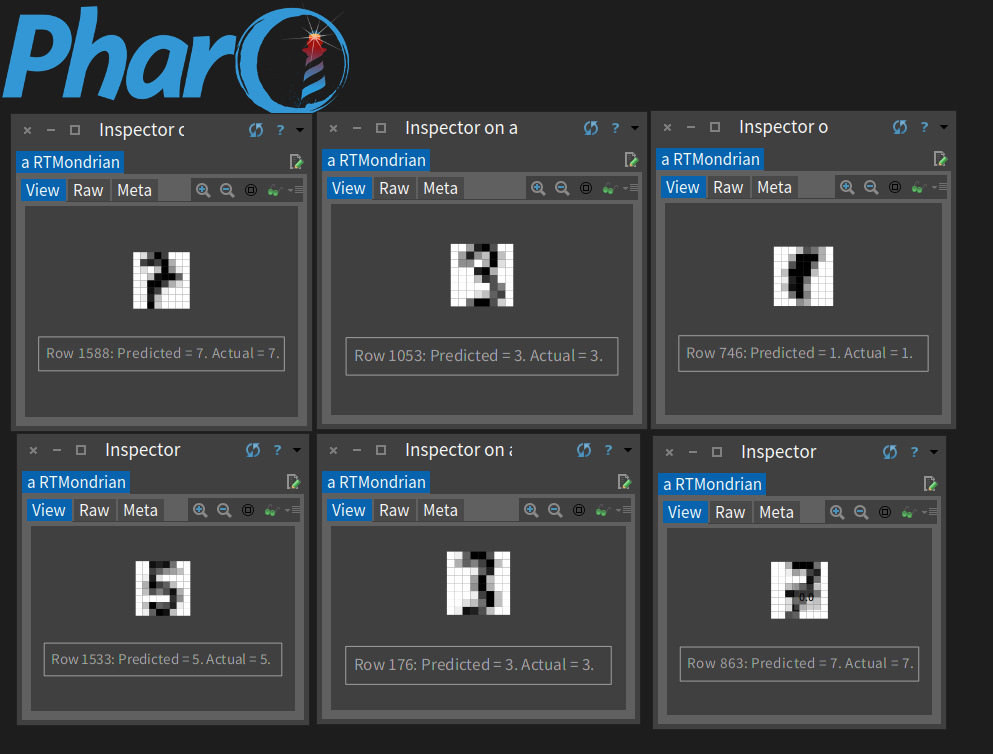 Pharo
Inspector o
a RTMondrian
View Raw Meta
Row 1588: Predicted = 7. Actual = 7.
Inspector on a
a RTMondrian
View Raw Meta
Row 1053: Predicted = 3. Actual = 3.
Inspector o
a RTMondrian
View Raw Meta
Row 746: Predicted = 1. Actual = 1.
Inspector
a RTMondrian
View Raw Meta
Row 1533: Predicted = 5. Actual = 5.
Inspector on a
a RTMondrian
View Raw Meta
Row 176: Predicted = 3. Actual = 3.
Inspector
a RTMondrian
View Raw Meta
0.0
Row 863: Predicted = 7. Actual = 7.